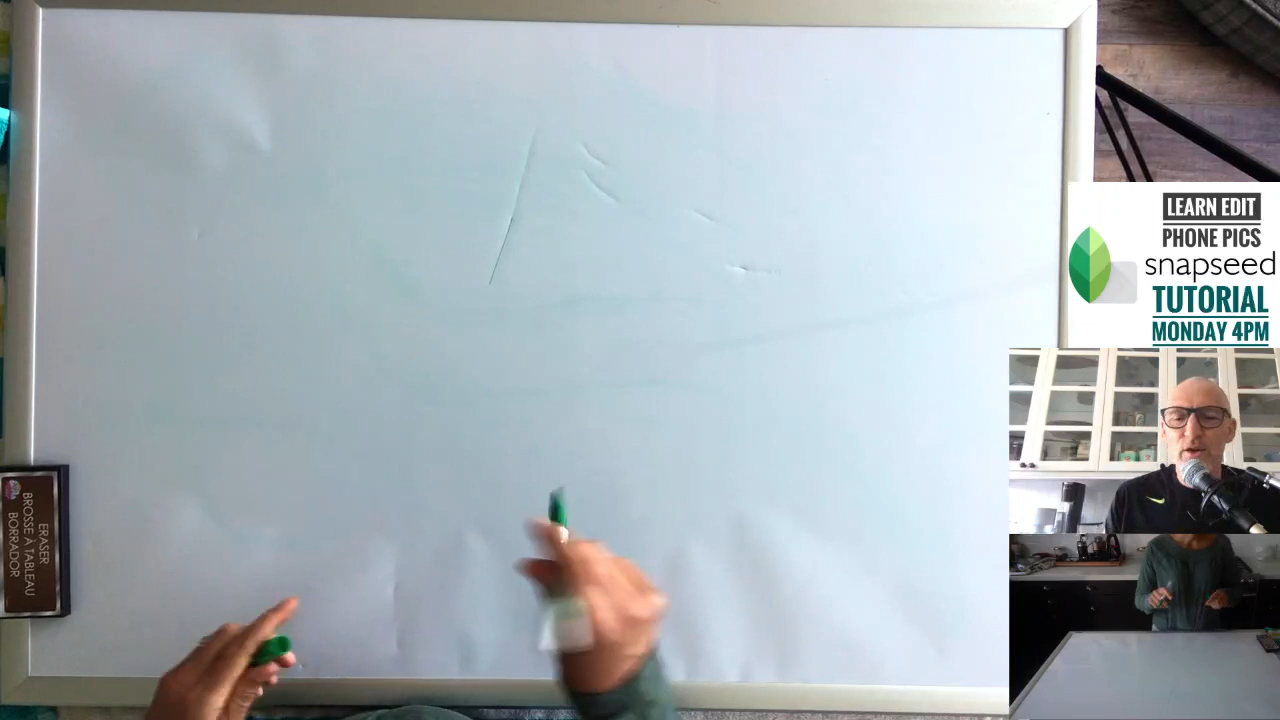 LEARN EDIT
PHONE PICS
snapseed
TUTORIAL
MONDAY 4PM
ERASER
BROSSE À TABLEAU
BORRADOR